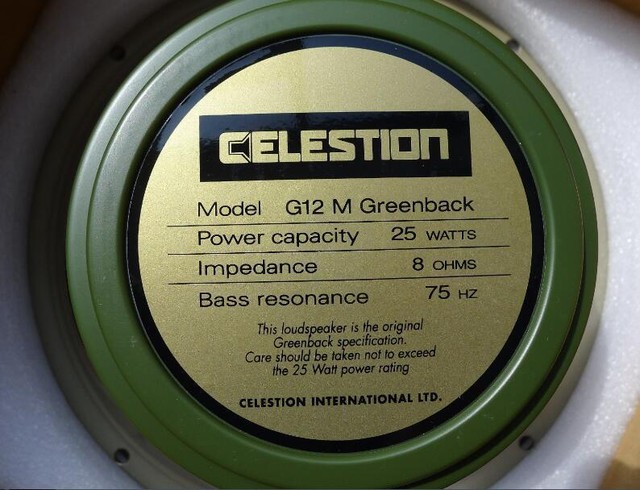 CELESTION
Model G12 M Greenback
Power capacity 25 WATTS
Impedance 8 OHMS
Bass resonance 75 HZ
This loudspeaker is the original
Greenback specification.
Care should be taken not to exceed
the 25 Watt power rating
CELESTION INTERNATIONAL LTD.